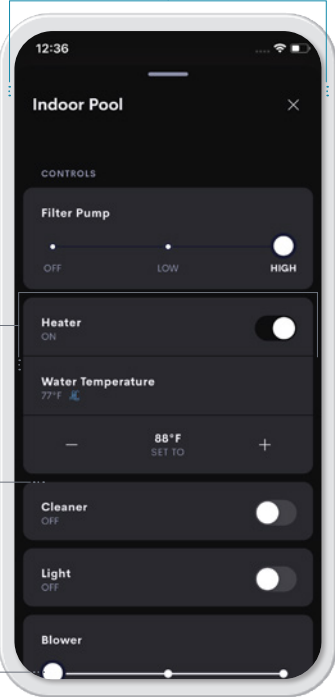 12:36
Indoor Pool
CONTROLS
Filter Pump
OFF LOW HIGH
Heater
ON
Water Temperature
77°F
88°F
SET TO
Cleaner
OFF
Light
OFF
Blower